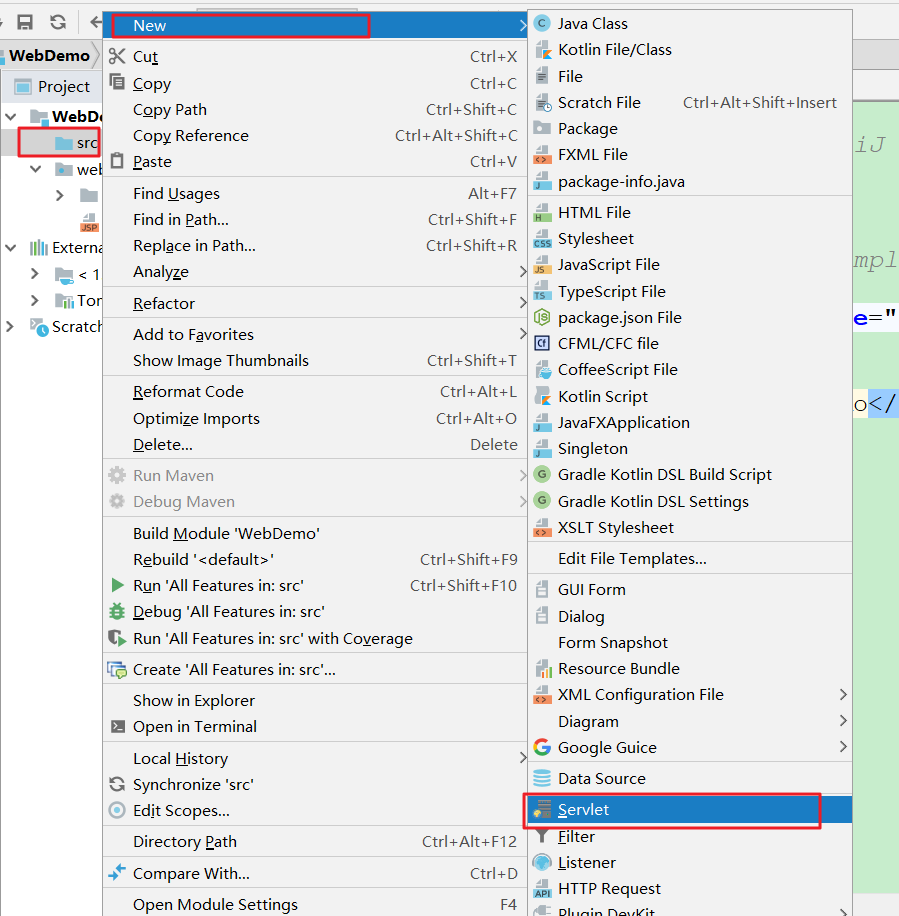 WebDemo
Project
WebDe
src
web
Externa
< 1
Tor
Scratch
New
Cut Ctrl+X
Copy Ctrl+C
Copy Path Ctrl+Shift+C
Copy Reference Ctrl+Alt+Shift+C
Paste Ctrl+V
Find Usages Alt+F7
Find in Path... Ctrl+Shift+F
Replace in Path... Ctrl+Shift+R
Analyze
Refactor
Add to Favorites
Show Image Thumbnails Ctrl+Shift+T
Reformat Code Ctrl+Alt+L
Optimize Imports Ctrl+Alt+O
Delete... Delete
Run Maven
Debug Maven
Build Module 'WebDemo'
Rebuild '<default>' Ctrl+Shift+F9
Run 'All Features in: src' Ctrl+Shift+F10
Debug 'All Features in: src'
Run 'All Features in: src' with Coverage
Create 'All Features in: src'...
Show in Explorer
Open in Terminal
Local History
Synchronize 'src'
Edit Scopes...
Directory Path Ctrl+Alt+F12
Compare With... Ctrl+D
Open Module Settings F4
Java Class
Kotlin File/Class
File
Scratch File Ctrl+Alt+Shift+Insert
Package
FXML File
package-info.java
HTML File
Stylesheet
JavaScript File
TypeScript File
package.json File
CFML/CFC file
CoffeeScript File
Kotlin Script
JavaFXApplication
Singleton
Gradle Kotlin DSL Build Script
Gradle Kotlin DSL Settings
XSLT Stylesheet
Edit File Templates...
GUI Form
Dialog
Form Snapshot
Resource Bundle
XML Configuration File
Diagram
Google Guice
Data Source
Servlet
Filter
Listener
HTTP Request
Plugin DevKit
iJ
mpl
e="
o</